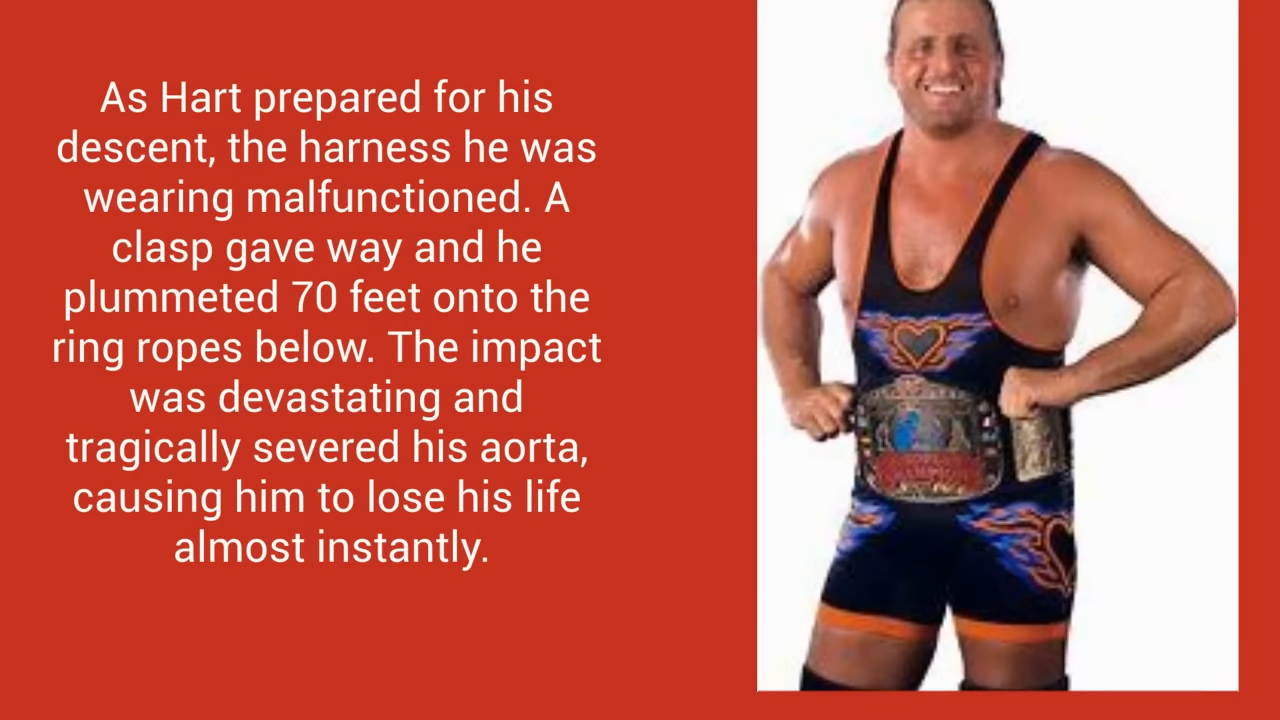 As Hart prepared for his
descent, the harness he was
wearing malfunctioned. A
clasp gave way and he
plummeted 70 feet onto the
ring ropes below. The impact
was devastating and
tragically severed his aorta,
causing him to lose his life
almost instantly.